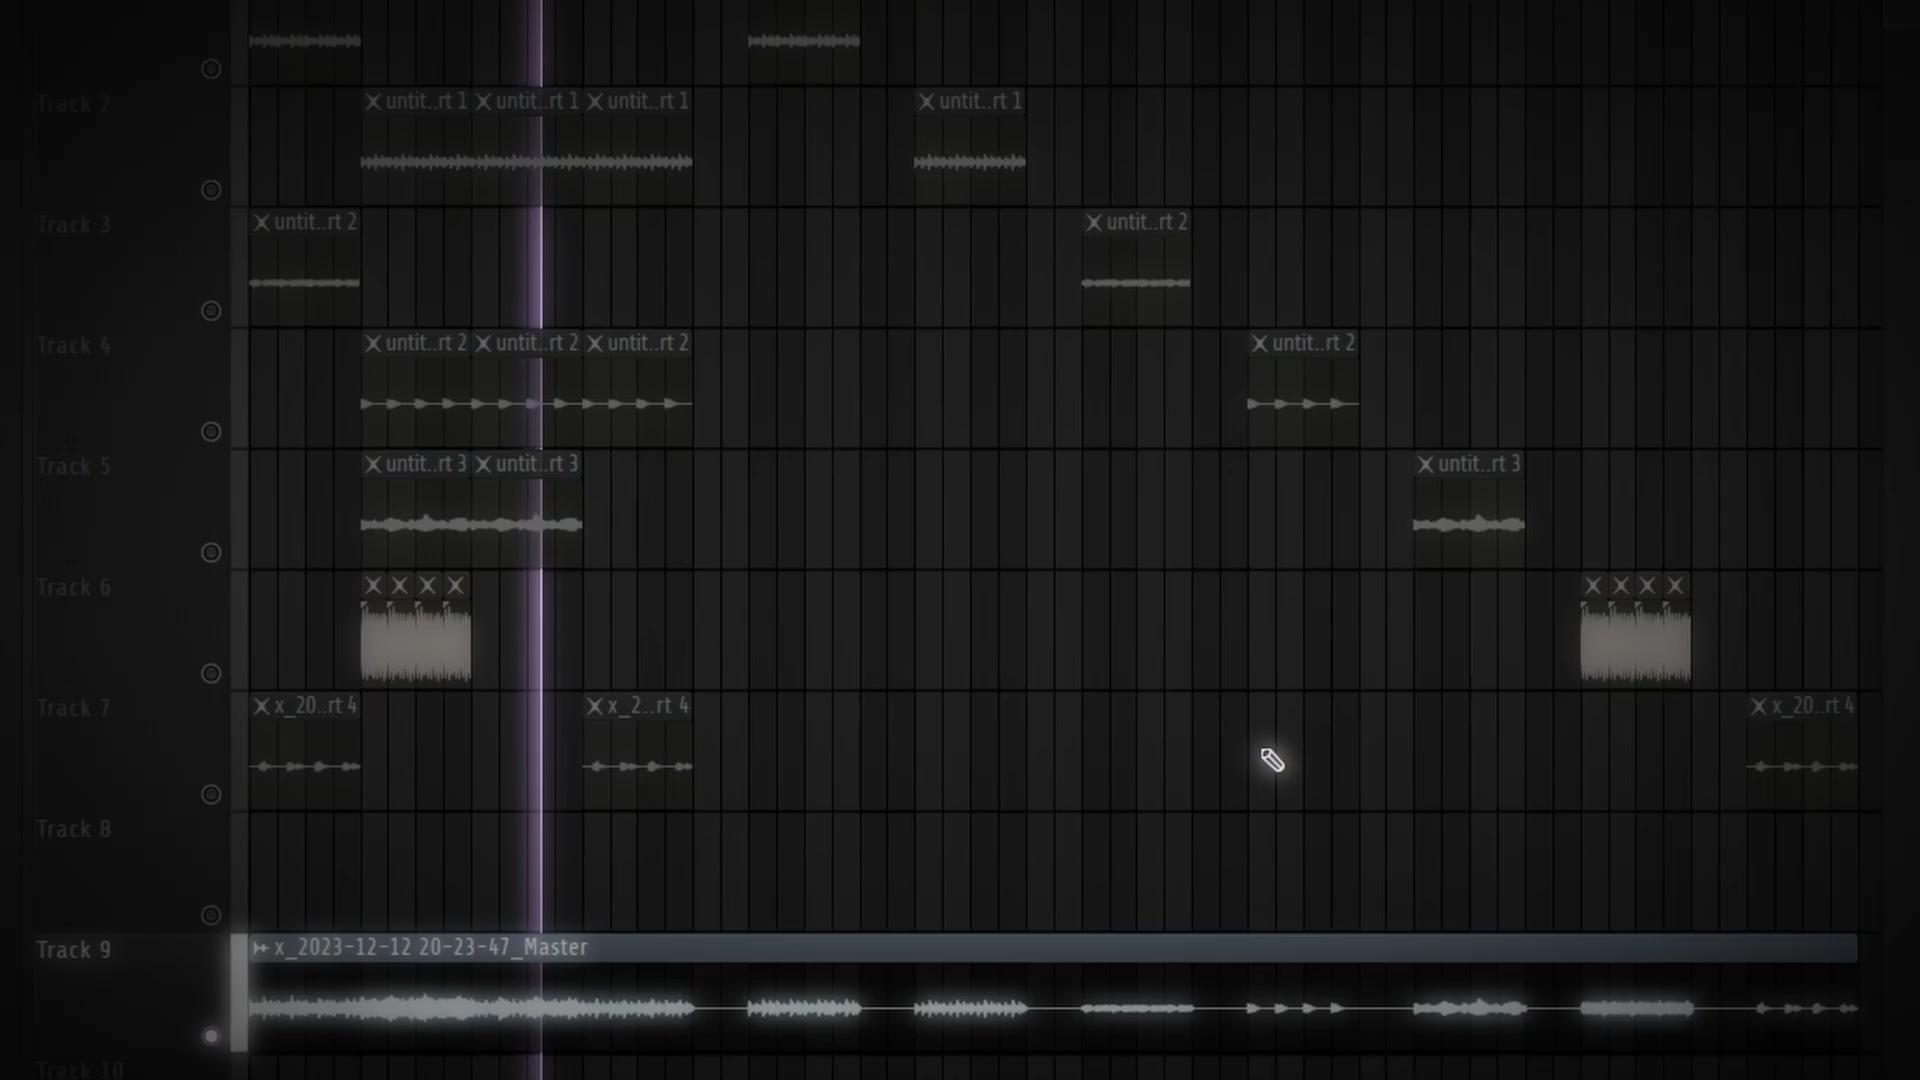 Track 2 untit..rt 1 untit..rt 1 untit..rt 1 untit..rt 1
Track 3 untit..rt 2 untit..rt 2
Track 4 untit..rt 2 untit..rt 2 untit..rt 2 untit..rt 2
Track 5 untit..rt 3 untit..rt 3 untit..rt 3
Track 6
Track 7 x_20..rt 4 x_2..rt 4 x_20..rt 4
Track 8
Track 9 x_2023-12-12 20-23-47_Master
Track 10